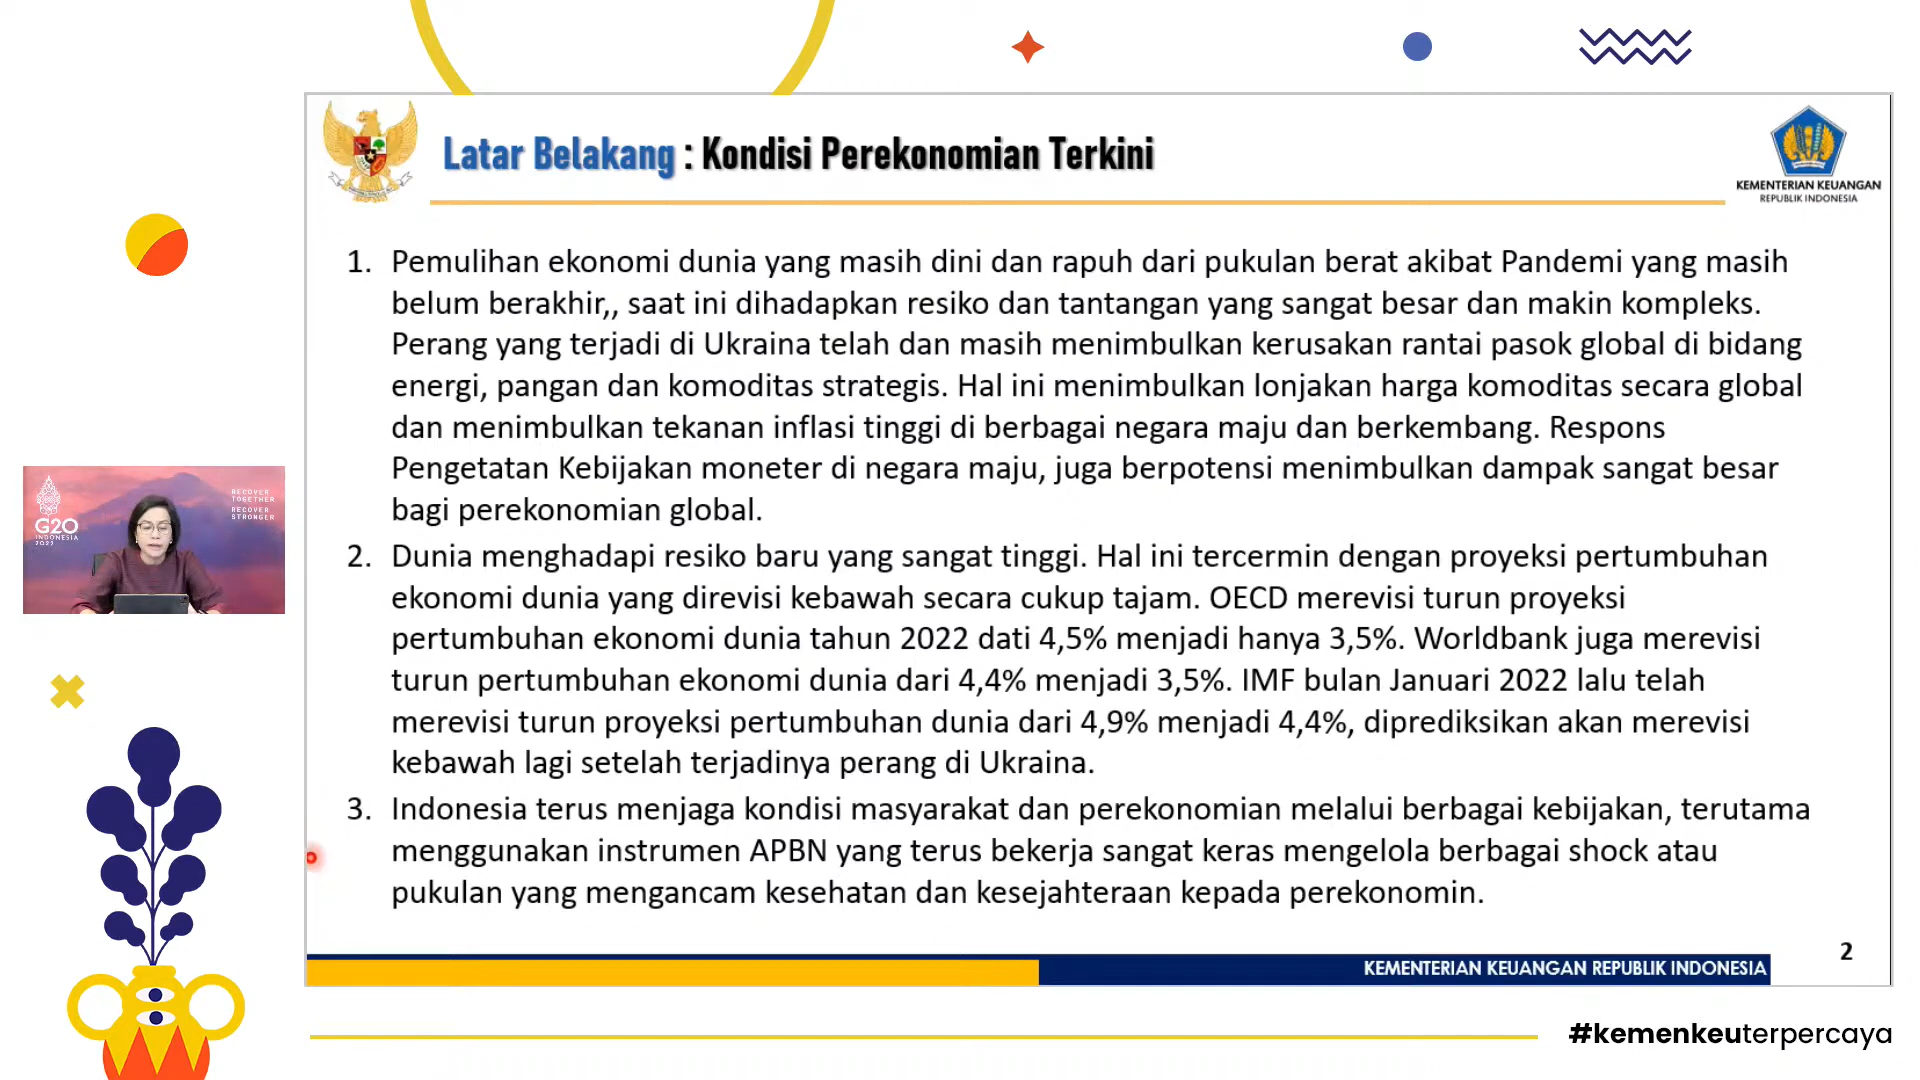 Latar Belakang : Kondisi Perekonomian Terkini
KEMENTERIAN KEUANGAN
REPUBLIK INDONESIA
1. Pemulihan ekonomi dunia yang masih dini dan rapuh dari pukulan berat akibat Pandemi yang masih
belum berakhir,, saat ini dihadapkan resiko dan tantangan yang sangat besar dan makin kompleks.
Perang yang terjadi di Ukraina telah dan masih menimbulkan kerusakan rantai pasok global di bidang
energi, pangan dan komoditas strategis. Hal ini menimbulkan lonjakan harga komoditas secara global
dan menimbulkan tekanan inflasi tinggi di berbagai negara maju dan berkembang. Respons
Pengetatan Kebijakan moneter di negara maju, juga berpotensi menimbulkan dampak sangat besar
bagi perekonomian global.
2. Dunia menghadapi resiko baru yang sangat tinggi. Hal ini tercermin dengan proyeksi pertumbuhan
ekonomi dunia yang direvisi kebawah secara cukup tajam. OECD merevisi turun proyeksi
pertumbuhan ekonomi dunia tahun 2022 dati 4,5% menjadi hanya 3,5%. Worldbank juga merevisi
turun pertumbuhan ekonomi dunia dari 4,4% menjadi 3,5%. IMF bulan Januari 2022 lalu telah
merevisi turun proyeksi pertumbuhan dunia dari 4,9% menjadi 4,4%, diprediksikan akan merevisi
kebawah lagi setelah terjadinya perang di Ukraina.
3. Indonesia terus menjaga kondisi masyarakat dan perekonomian melalui berbagai kebijakan, terutama
menggunakan instrumen APBN yang terus bekerja sangat keras mengelola berbagai shock atau
pukulan yang mengancam kesehatan dan kesejahteraan kepada perekonomin.
G20
INDONESIA
2022
RECOVER
TOGETHER
RECOVER
STRONGER
2
KEMENTERIAN KEUANGAN REPUBLIK INDONESIA
#kemenkeuterpercaya